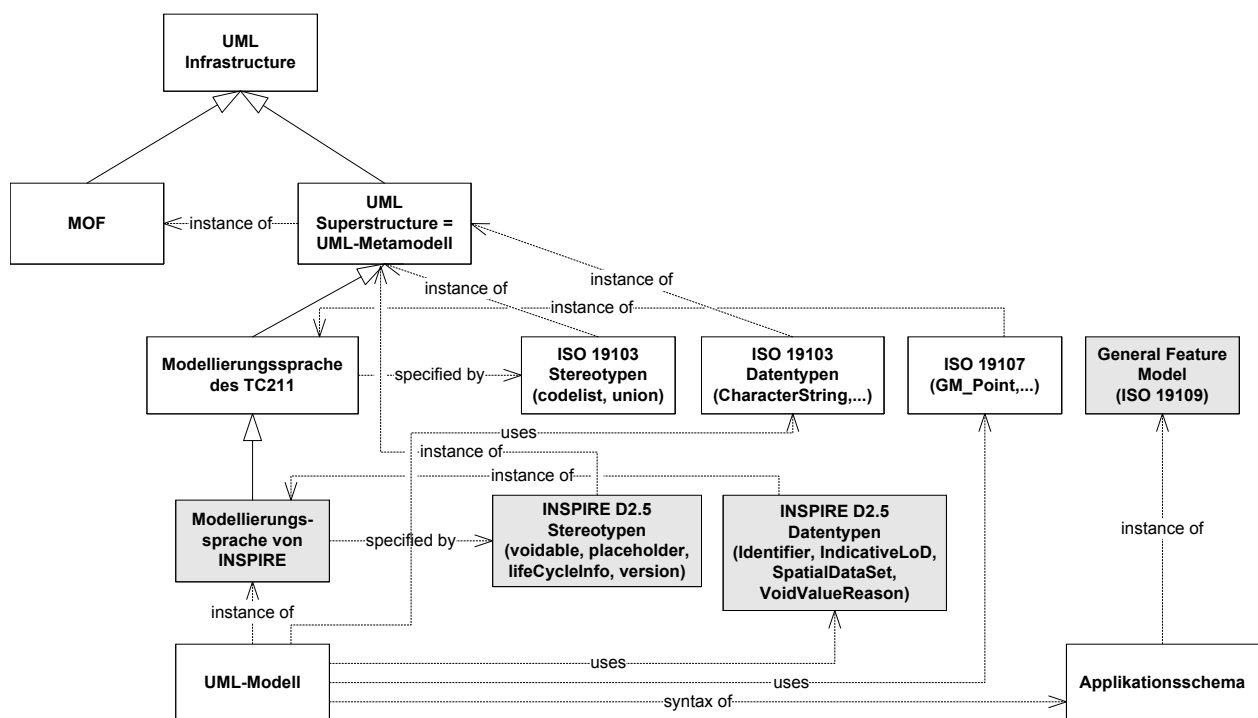 UML
Infrastructure
MOF
instance of
UML
Superstructure =
UML-Metamodell
instance of
instance of
instance of
Modellierungssprache
des TC211
specified by
ISO 19103
Stereotypen
(codelist, union)
ISO 19103
Datentypen
(CharacterString,...)
ISO 19107
(GM_Point,...)
General Feature
Model
(ISO 19109)
uses
instance of
instance of
Modellierungs-
sprache von
INSPIRE
specified by
INSPIRE D2.5
Stereotypen
(voidable, placeholder,
lifeCycleInfo, version)
INSPIRE D2.5
Datentypen
(Identifier, IndicativeLoD,
SpatialDataSet,
VoidValueReason)
instance of
instance of
UML-Modell
uses
uses
syntax of
Applikationsschema